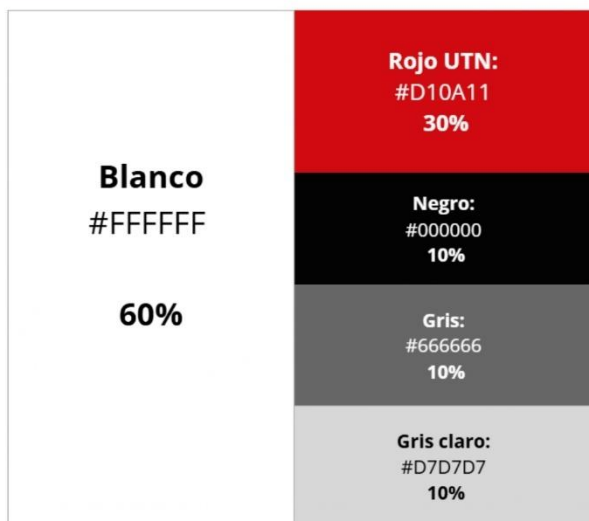 Blanco
#FFFFFF
60%
Rojo UTN:
#D10A11
30%
Negro:
#000000
10%
Gris:
#666666
10%
Gris claro:
#D7D7D7
10%